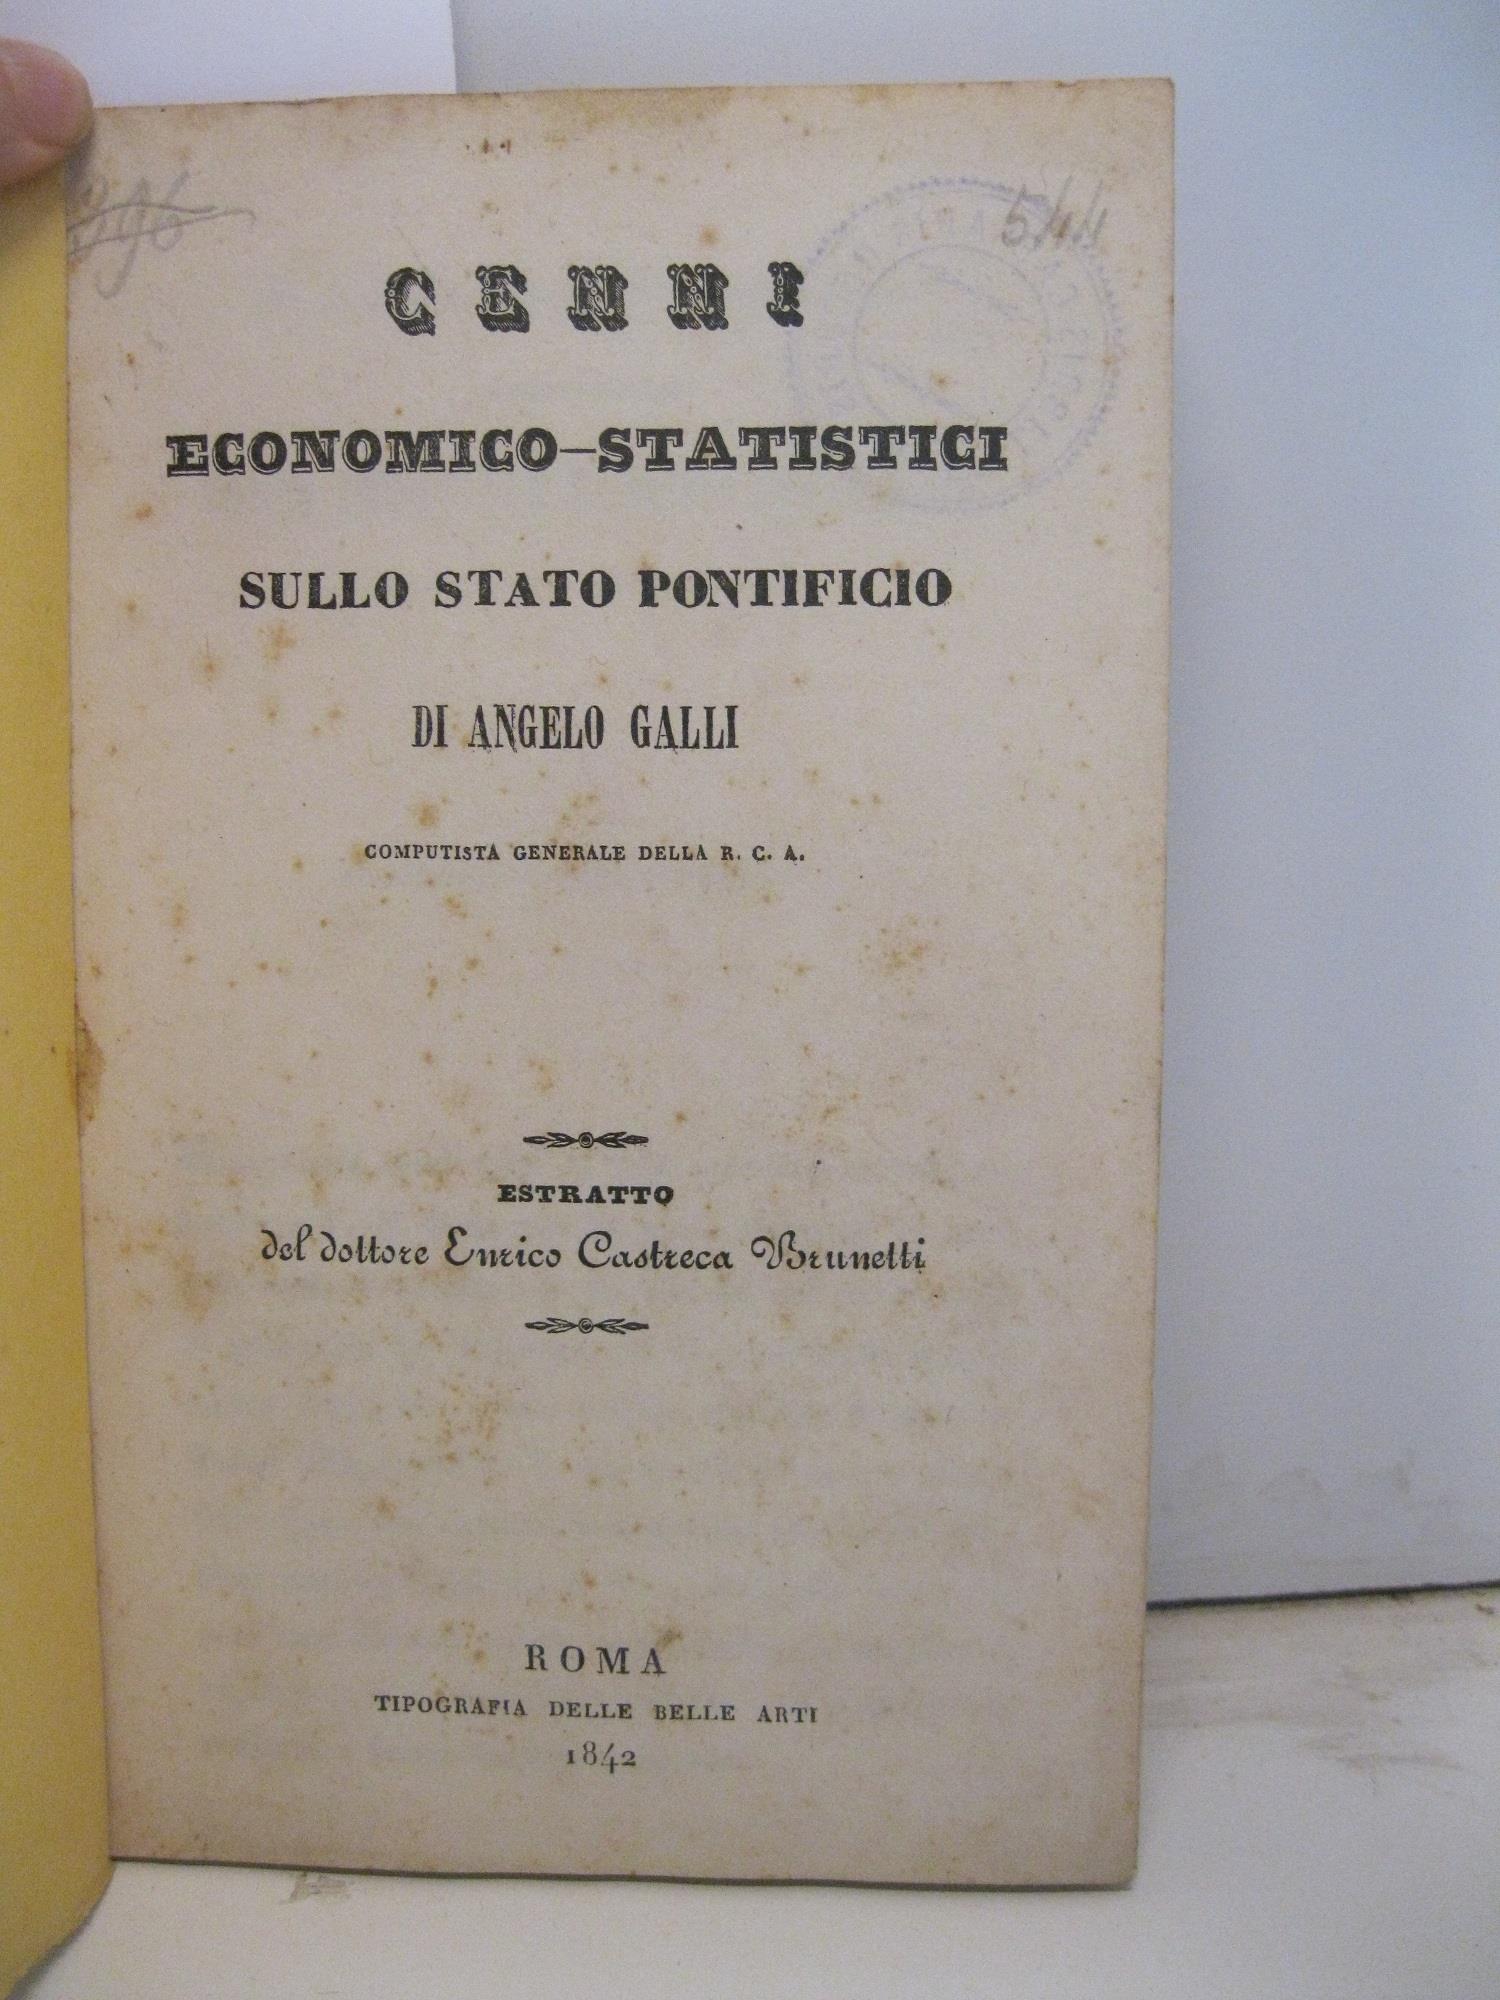 544
CENNI
ECONOMICO-STATISTICI
SULLO STATO PONTIFICIO
DI ANGELO GALLI
COMPUTISTA GENERALE DELLA R. C. A.
ESTRATTO
del dottore Enrico Castreca Brunetti
ROMA
TIPOGRAFIA DELLE BELLE ARTI
1842